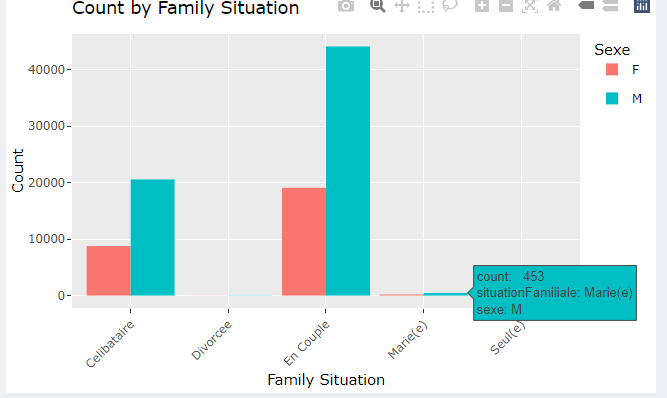 Count by Family Situation
Sexe
F
M
Count
40000
30000
20000
10000
0
count: 453
situationFamiliale: Marie(e)
sexe: M
Celibataire
Divorcee
En Couple
Marie(e)
Seul(e)
Family Situation